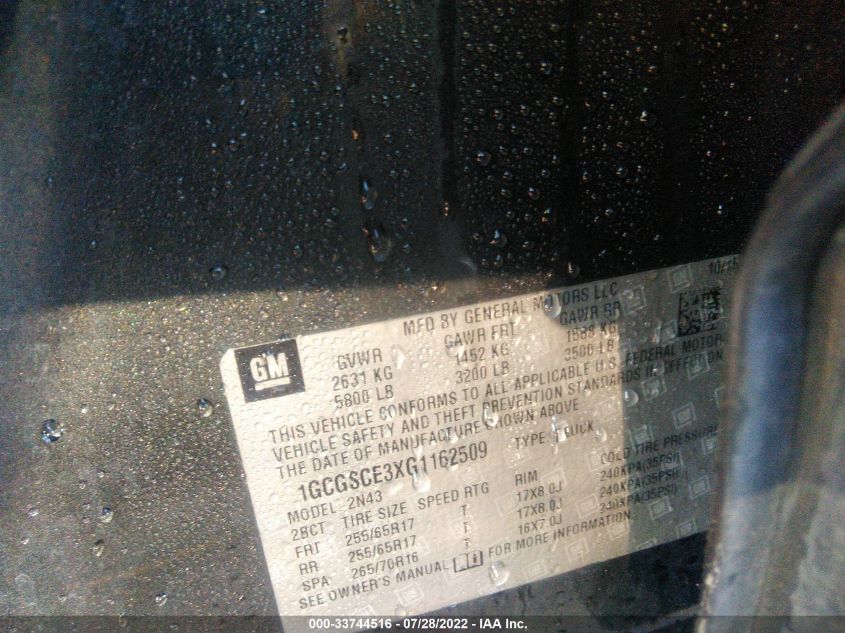 MFD BY GENERAL MOTORS LLC 10/15
GM
GVWR GAWR FRT GAWR RR
2631 KG 1452 KG 1588 KG
5800 LB 3200 LB 3500 LB
THIS VEHICLE CONFORMS TO ALL APPLICABLE U.S. FEDERAL MOTOR
VEHICLE SAFETY AND THEFT PREVENTION STANDARDS IN EFFECT ON
THE DATE OF MANUFACTURE SHOWN ABOVE
1GCGSCE3XG1162509 TYPE: TRUCK
MODEL: 2N43
2BCT TIRE SIZE SPEED RTG RIM COLD TIRE PRESSURE
FRT 255/65R17 T 17X8.0J 240KPA(35PSI)
RR 255/65R17 T 17X8.0J 240KPA(35PSI)
SPA 265/70R16 T 16X7.0J 240KPA(35PSI)
SEE OWNER'S MANUAL FOR MORE INFORMATION.
000-33744516 - 07/28/2022 - IAA Inc.